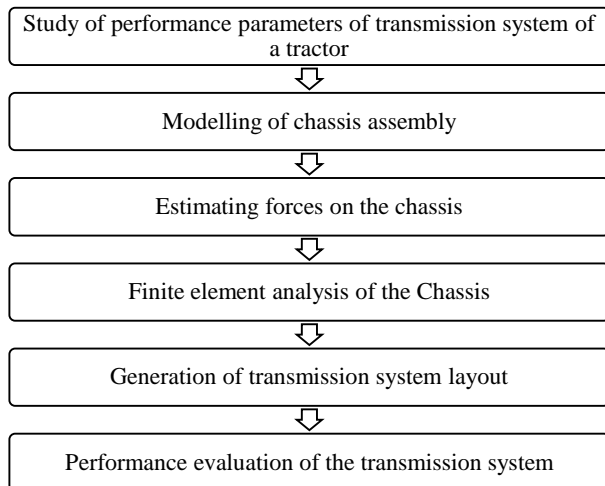 Study of performance parameters of transmission system of
a tractor
Modelling of chassis assembly
Estimating forces on the chassis
Finite element analysis of the Chassis
Generation of transmission system layout
Performance evaluation of the transmission system